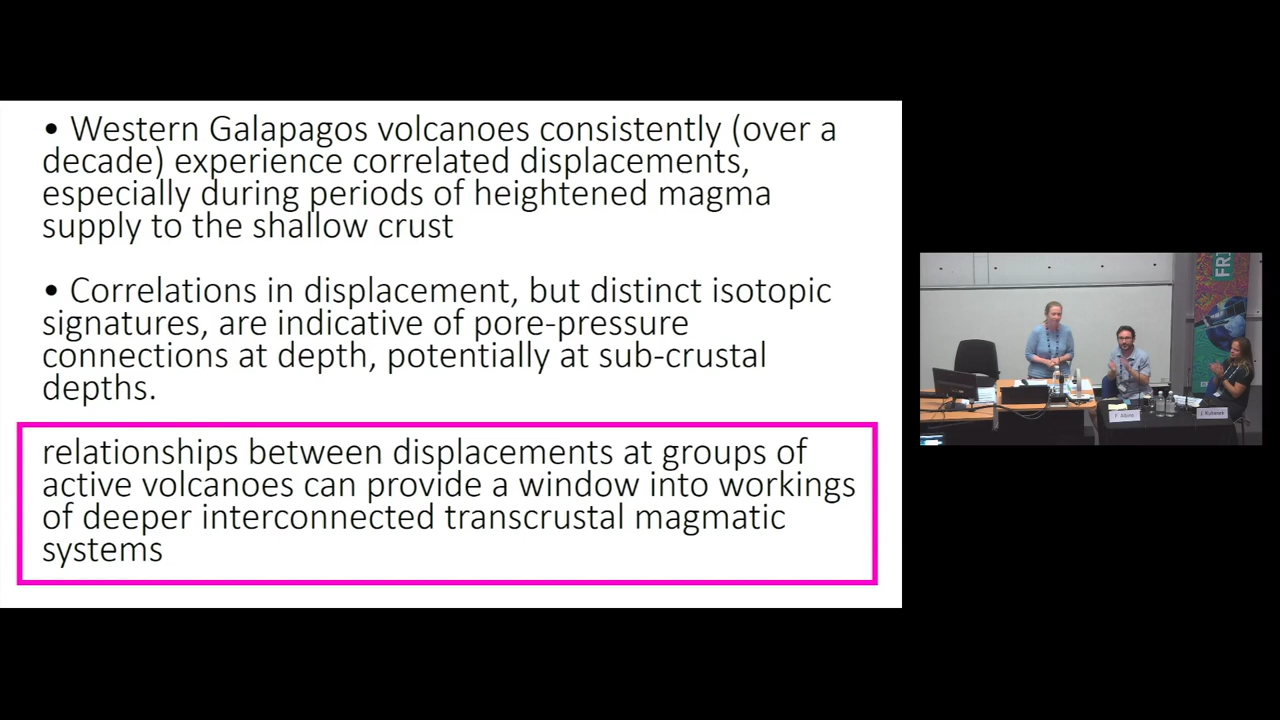 • Western Galapagos volcanoes consistently (over a
decade) experience correlated displacements,
especially during periods of heightened magma
supply to the shallow crust
• Correlations in displacement, but distinct isotopic
signatures, are indicative of pore-pressure
connections at depth, potentially at sub-crustal
depths.
relationships between displacements at groups of
active volcanoes can provide a window into workings
of deeper interconnected transcrustal magmatic
systems
FRI
F. Albino
J. Kubanek